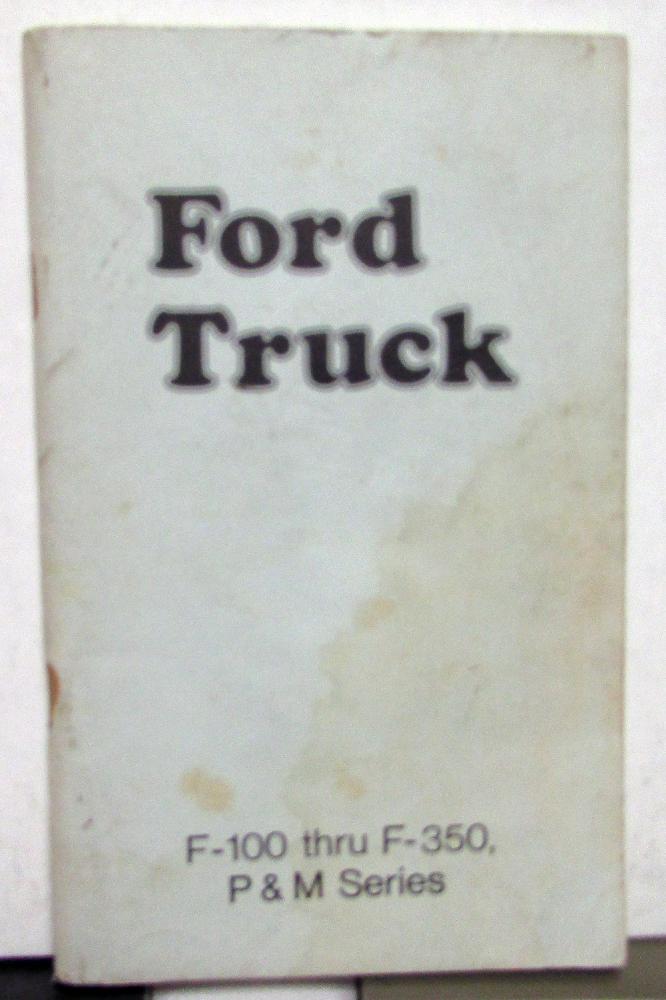 Ford
Truck
F-100 thru F-350,
P & M Series